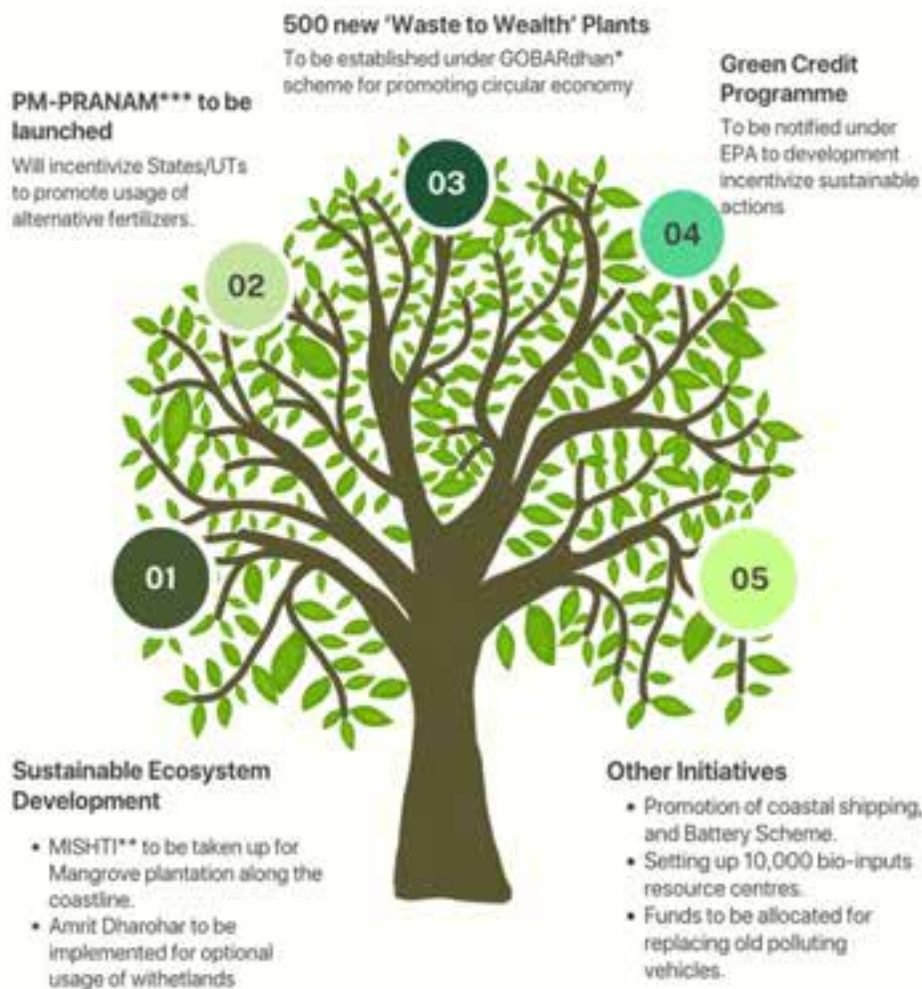 500 new ‘Waste to Wealth’ Plants
To be established under GOBARdhan*
scheme for promoting circular economy
Green Credit
Programme
To be notified under
EPA to development
incentivize sustainable
actions
PM-PRANAM*** to be
launched
Will incentivize States/UTs
to promote usage of
alternative fertilizers.
03
04
02
01
05
Sustainable Ecosystem
Development
• MISHTI** to be taken up for
Mangrove plantation along the
coastline.
• Amrit Dharohar to be
implemented for optional
usage of withetlands
Other Initiatives
• Promotion of coastal shipping,
and Battery Scheme.
• Setting up 10,000 bio-inputs
resource centres.
• Funds to be allocated for
replacing old polluting
vehicles.